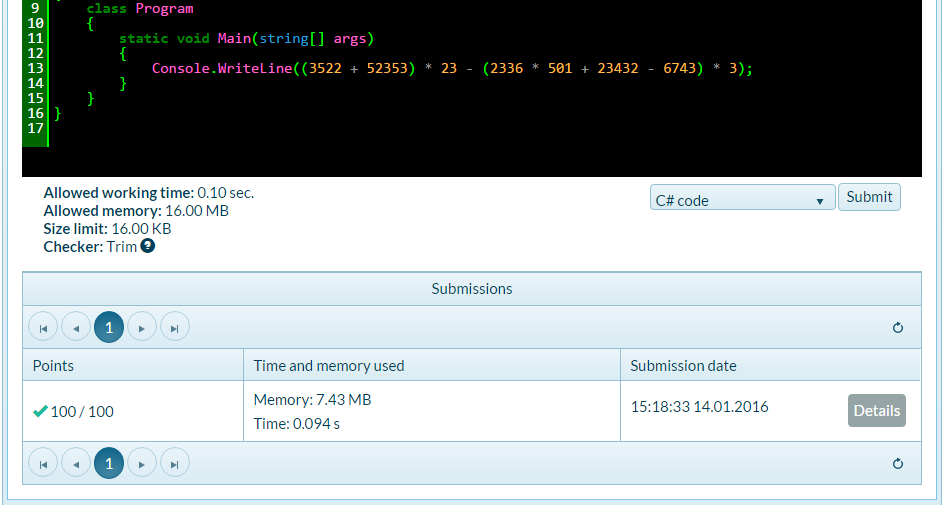 9 class Program
10 {
11 static void Main(string[] args)
12 {
13 Console.WriteLine((3522 + 52353) * 23 - (2336 * 501 + 23432 - 6743) * 3);
14 }
15 }
16 }
17
Allowed working time: 0.10 sec.
Allowed memory: 16.00 MB
Size limit: 16.00 KB
Checker: Trim ?
C# code
Submit
Submissions
1
Points
Time and memory used
Submission date
100 / 100
Memory: 7.43 MB
Time: 0.094 s
15:18:33 14.01.2016
Details
1